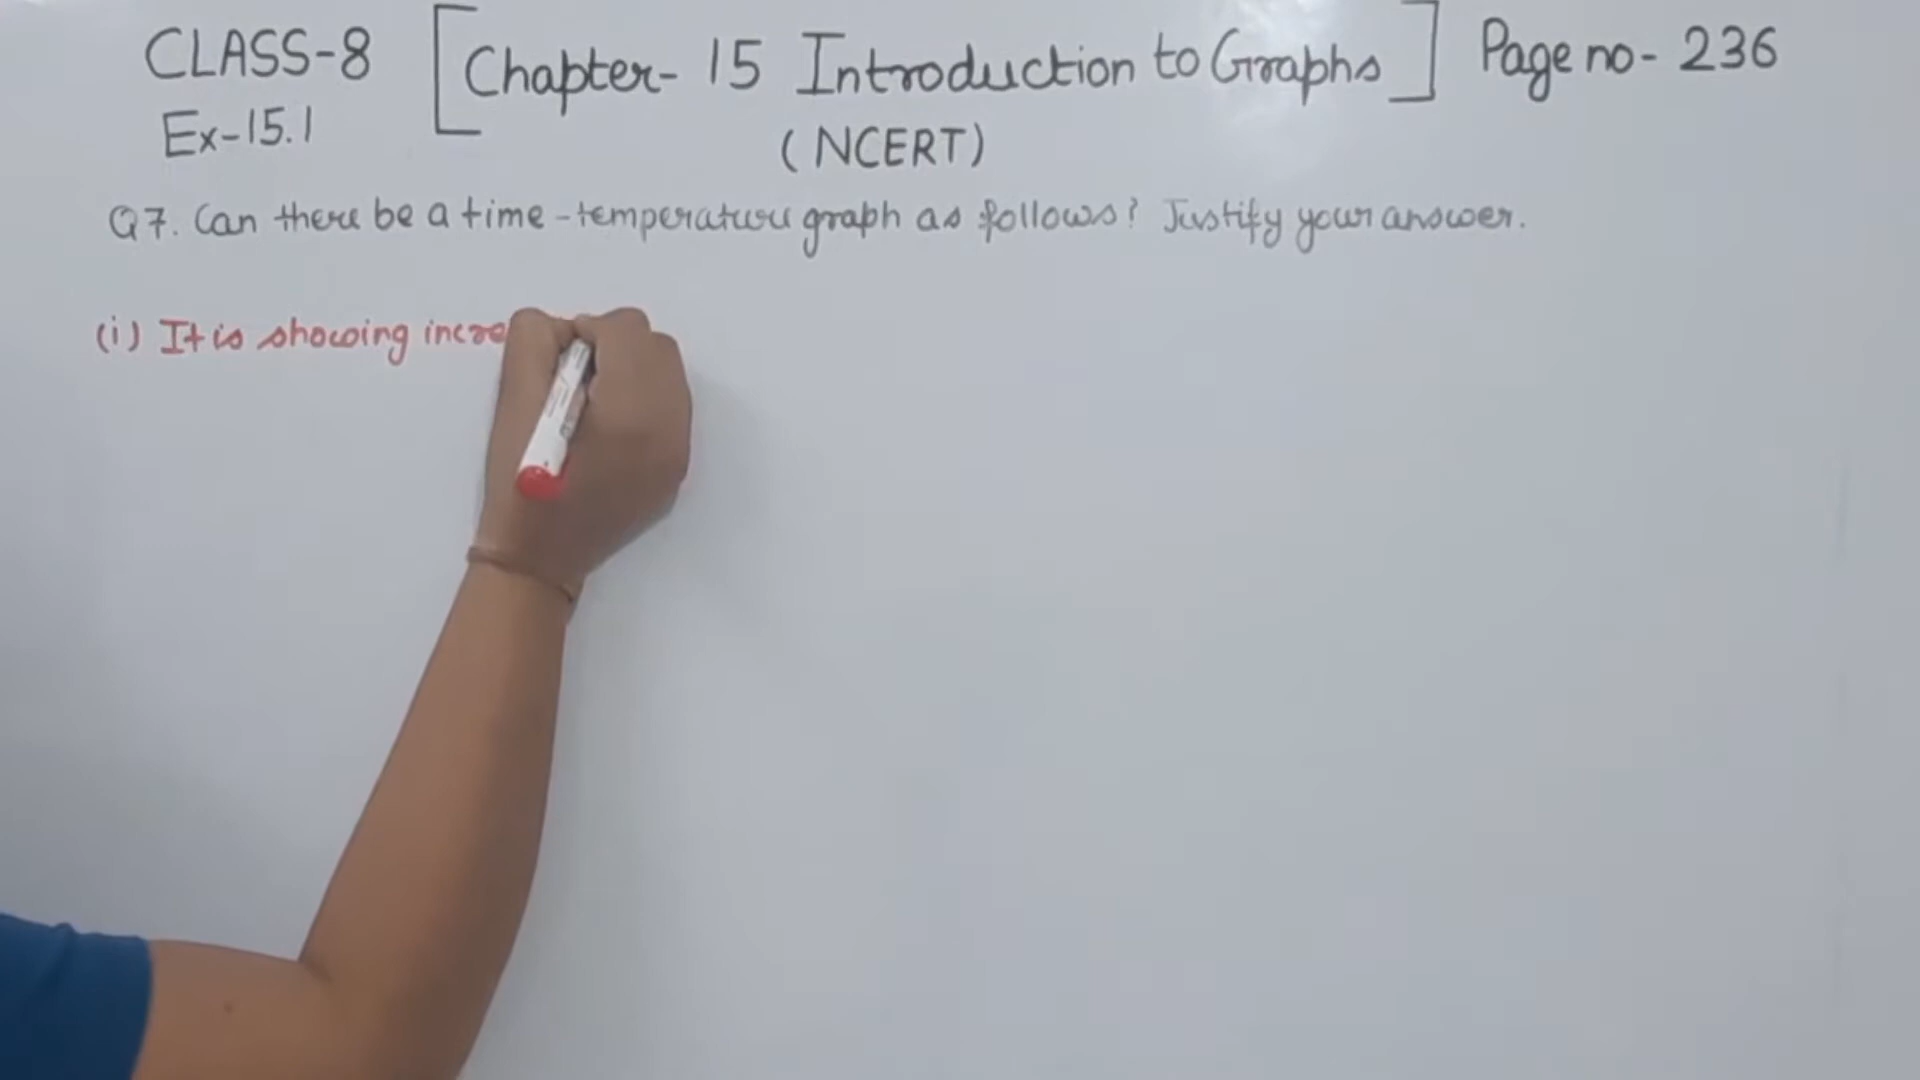 CLASS-8 [Chapter- 15 Introduction to Graphs] Page no- 236
Ex-15.1 (NCERT)
Q7. Can there be a time-temperature graph as follows? Justify your answer.
(i) It is showing incre